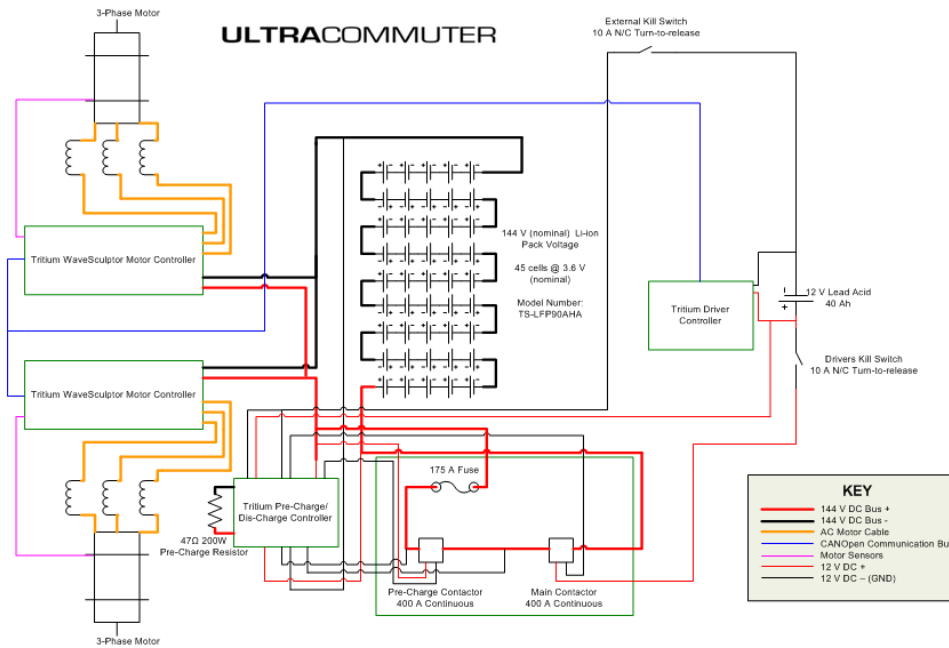 3-Phase Motor
ULTRACOMMUTER
External Kill Switch
10 A N/C Turn-to-release
144 V (nominal) Li-ion
Pack Voltage
45 cells @ 3.6 V
(nominal)
Model Number:
TS-LFP90AHA
Tritium WaveSculptor Motor Controller
Tritium Driver
Controller
12 V Lead Acid
40 Ah
Drivers Kill Switch
10 A N/C Turn-to-release
Tritium WaveSculptor Motor Controller
175 A Fuse
Tritium Pre-Charge/
Dis-Charge Controller
47Ω 200W
Pre-Charge Resistor
Pre-Charge Contactor
400 A Continuous
Main Contactor
400 A Continuous
KEY
144 V DC Bus +
144 V DC Bus -
AC Motor Cable
CANOpen Communication Bu
Motor Sensors
12 V DC +
12 V DC – (GND)
3-Phase Motor